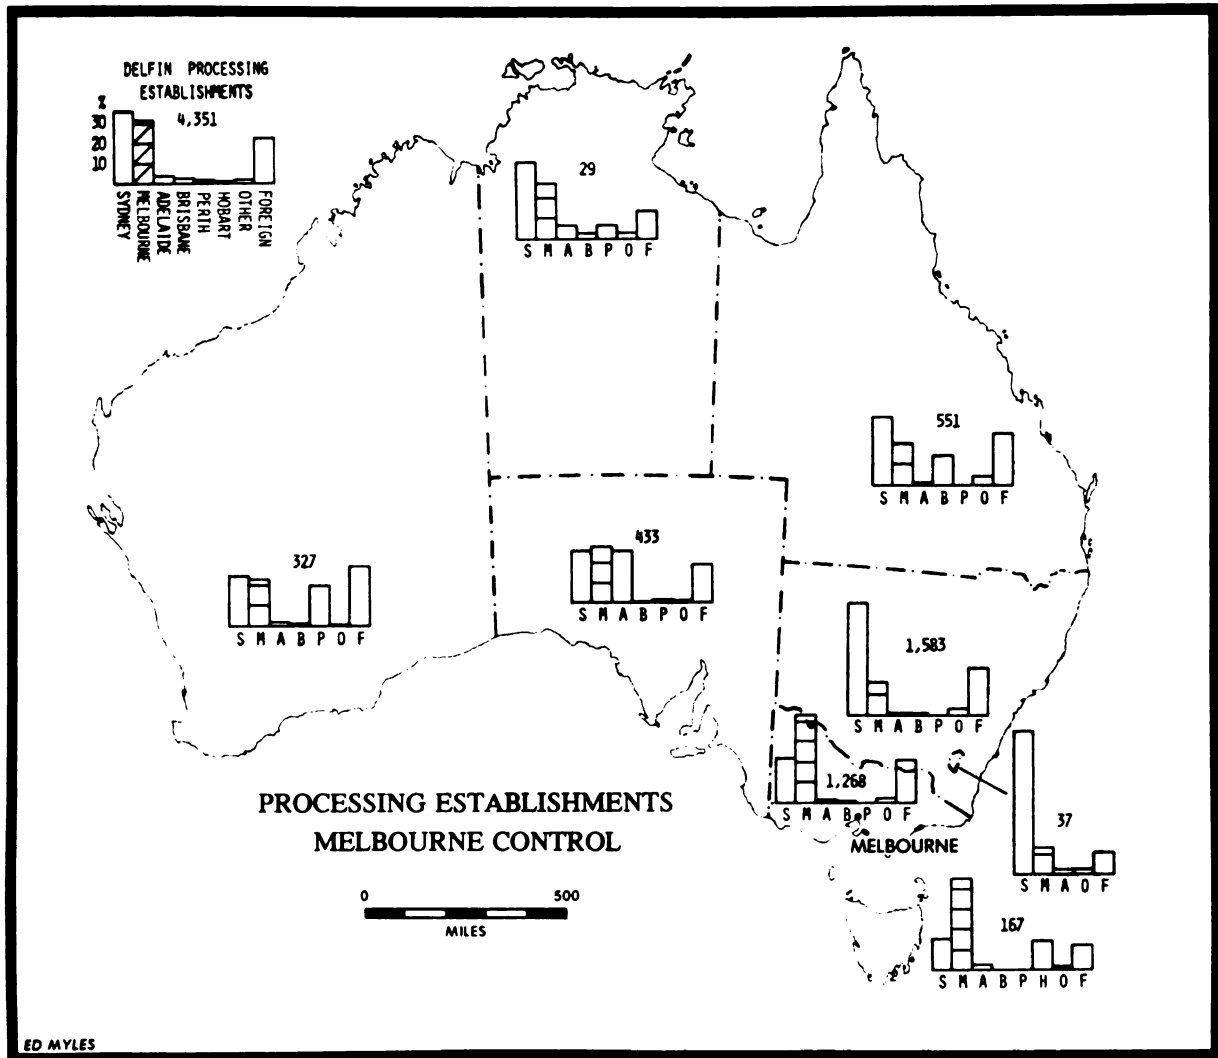 DELFIN PROCESSING
ESTABLISHMENTS
4,351
%
30
20
10
SYDNEY
MELBOURNE
ADELAIDE
BRISBANE
PERTH
HOBART
OTHER
FOREIGN
29
S M A B P O F
551
S M A B P O F
433
S M A B P O F
327
S M A B P O F
1,583
S M A B P O F
1,268
S M A B P O F
MELBOURNE
37
S M A O F
167
S M A B P H O F
PROCESSING ESTABLISHMENTS
MELBOURNE CONTROL
0 500
MILES
ED MYLES